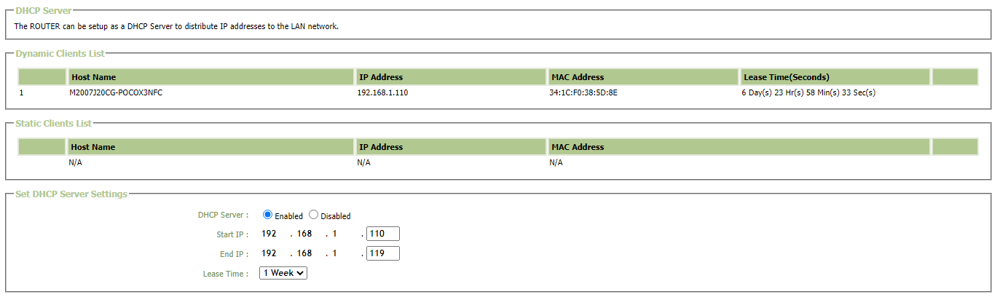 DHCP Server
The ROUTER can be setup as a DHCP Server to distribute IP addresses to the LAN network.
Dynamic Clients List
Host Name IP Address MAC Address Lease Time(Seconds)
1 M2007J20CG-POCOX3NFC 192.168.1.110 34:1C:F0:38:5D:8E 6 Day(s) 23 Hr(s) 58 Min(s) 33 Sec(s)
Static Clients List
Host Name IP Address MAC Address
N/A N/A N/A
Set DHCP Server Settings
DHCP Server : Enabled Disabled
Start IP : 192 . 168 . 1 . 110
End IP : 192 . 168 . 1 . 119
Lease Time : 1 Week